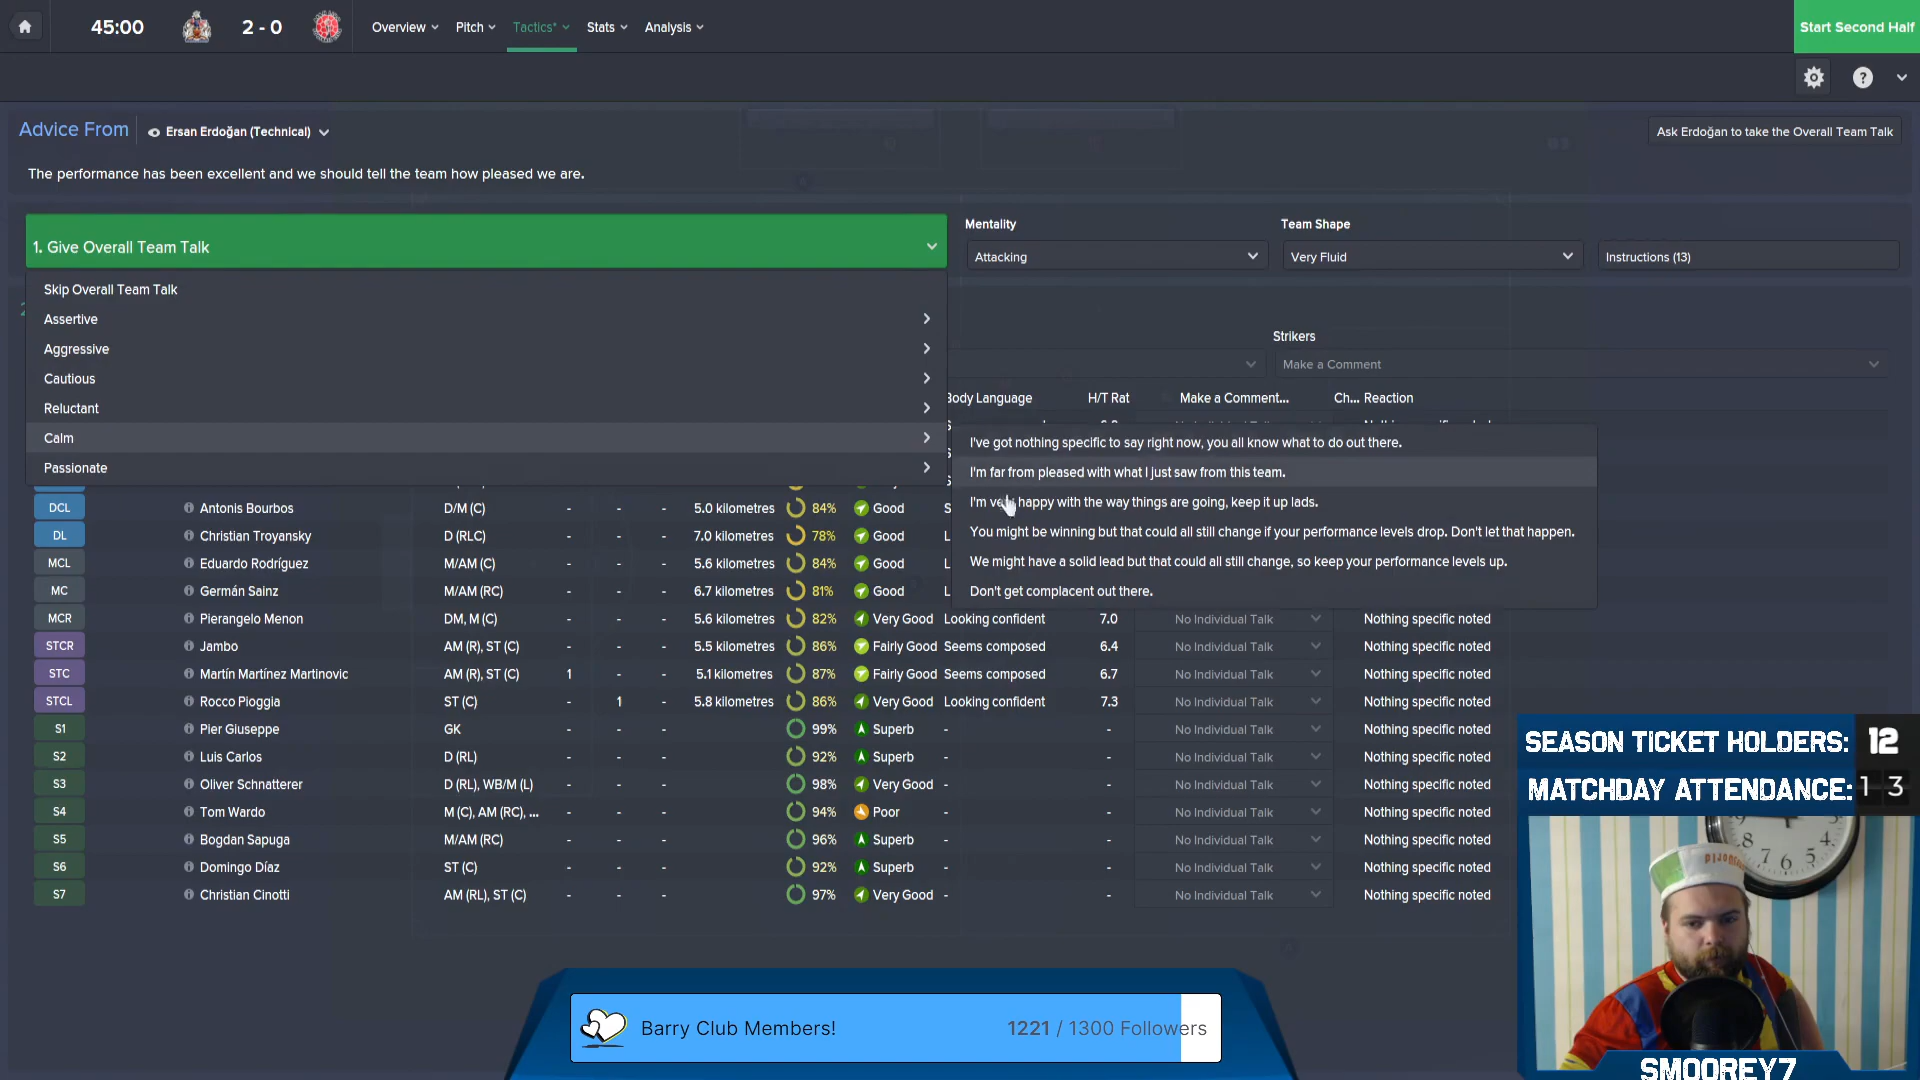 45:00 2 - 0 Overview Pitch Tactics* Stats Analysis Start Second Half
?
Advice From Ersan Erdoğan (Technical) Ask Erdoğan to take the Overall Team Talk
The performance has been excellent and we should tell the team how pleased we are.
Mentality Team Shape
1. Give Overall Team Talk Attacking Very Fluid Instructions (13)
Skip Overall Team Talk
Assertive
Strikers
Aggressive Make a Comment
Cautious
Body Language H/T Rat Make a Comment... Ch... Reaction
Reluctant
Calm I've got nothing specific to say right now, you all know what to do out there.
Passionate I'm far from pleased with what I just saw from this team.
I'm very happy with the way things are going, keep it up lads.
DCL Antonis Bourbos D/M (C) - - - 5.0 kilometres 84% Good
You might be winning but that could all still change if your performance levels drop. Don't let that happen.
DL Christian Troyansky D (RLC) - - - 7.0 kilometres 78% Good
We might have a solid lead but that could all still change, so keep your performance levels up.
MCL Eduardo Rodríguez M/AM (C) - - - 5.6 kilometres 84% Good
Don't get complacent out there.
MC Germán Sainz M/AM (RC) - - - 6.7 kilometres 81% Good
MCR Pierangelo Menon DM, M (C) - - - 5.6 kilometres 82% Very Good Looking confident 7.0 No Individual Talk Nothing specific noted
STCR Jambo AM (R), ST (C) - - - 5.5 kilometres 86% Fairly Good Seems composed 6.4 No Individual Talk Nothing specific noted
STC Martín Martínez Martinovic AM (R), ST (C) 1 - - 5.1 kilometres 87% Fairly Good Seems composed 6.7 No Individual Talk Nothing specific noted
STCL Rocco Pioggia ST (C) - 1 - 5.8 kilometres 86% Very Good Looking confident 7.3 No Individual Talk Nothing specific noted
S1 Pier Giuseppe GK 99% Superb - - No Individual Talk Nothing specific noted
S2 Luis Carlos D (RL) 92% Superb - - No Individual Talk Nothing specific noted
S3 Oliver Schnatterer D (RL), WB/M (L) 98% Very Good - - No Individual Talk Nothing specific noted
S4 Tom Wardo M (C), AM (RC), ... 94% Poor - - No Individual Talk Nothing specific noted
S5 Bogdan Sapuga M/AM (RC) 96% Superb - - No Individual Talk Nothing specific noted
S6 Domingo Díaz ST (C) 92% Superb - - No Individual Talk Nothing specific noted
S7 Christian Cinotti AM (RL), ST (C) 97% Very Good - - No Individual Talk Nothing specific noted
SEASON TICKET HOLDERS: 12
MATCHDAY ATTENDANCE: 13
9 4 7 6 5
Barry Club Members! 1221 / 1300 Followers
SMOOREY7